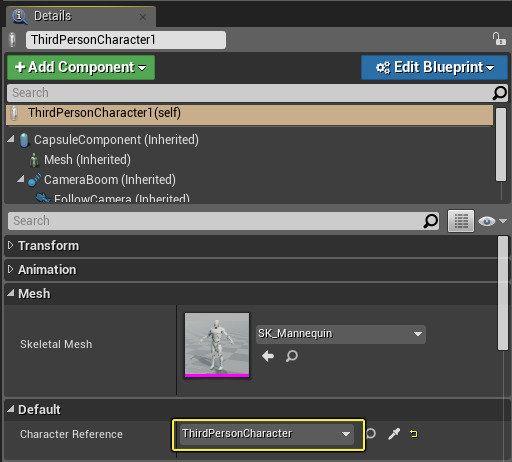 Details
ThirdPersonCharacter1
+ Add Component
Edit Blueprint
Search
ThirdPersonCharacter1(self)
CapsuleComponent (Inherited)
Mesh (Inherited)
CameraBoom (Inherited)
FollowCamera (Inherited)
Search
Transform
Animation
Mesh
Skeletal Mesh
SK_Mannequin
Default
Character Reference
ThirdPersonCharacter